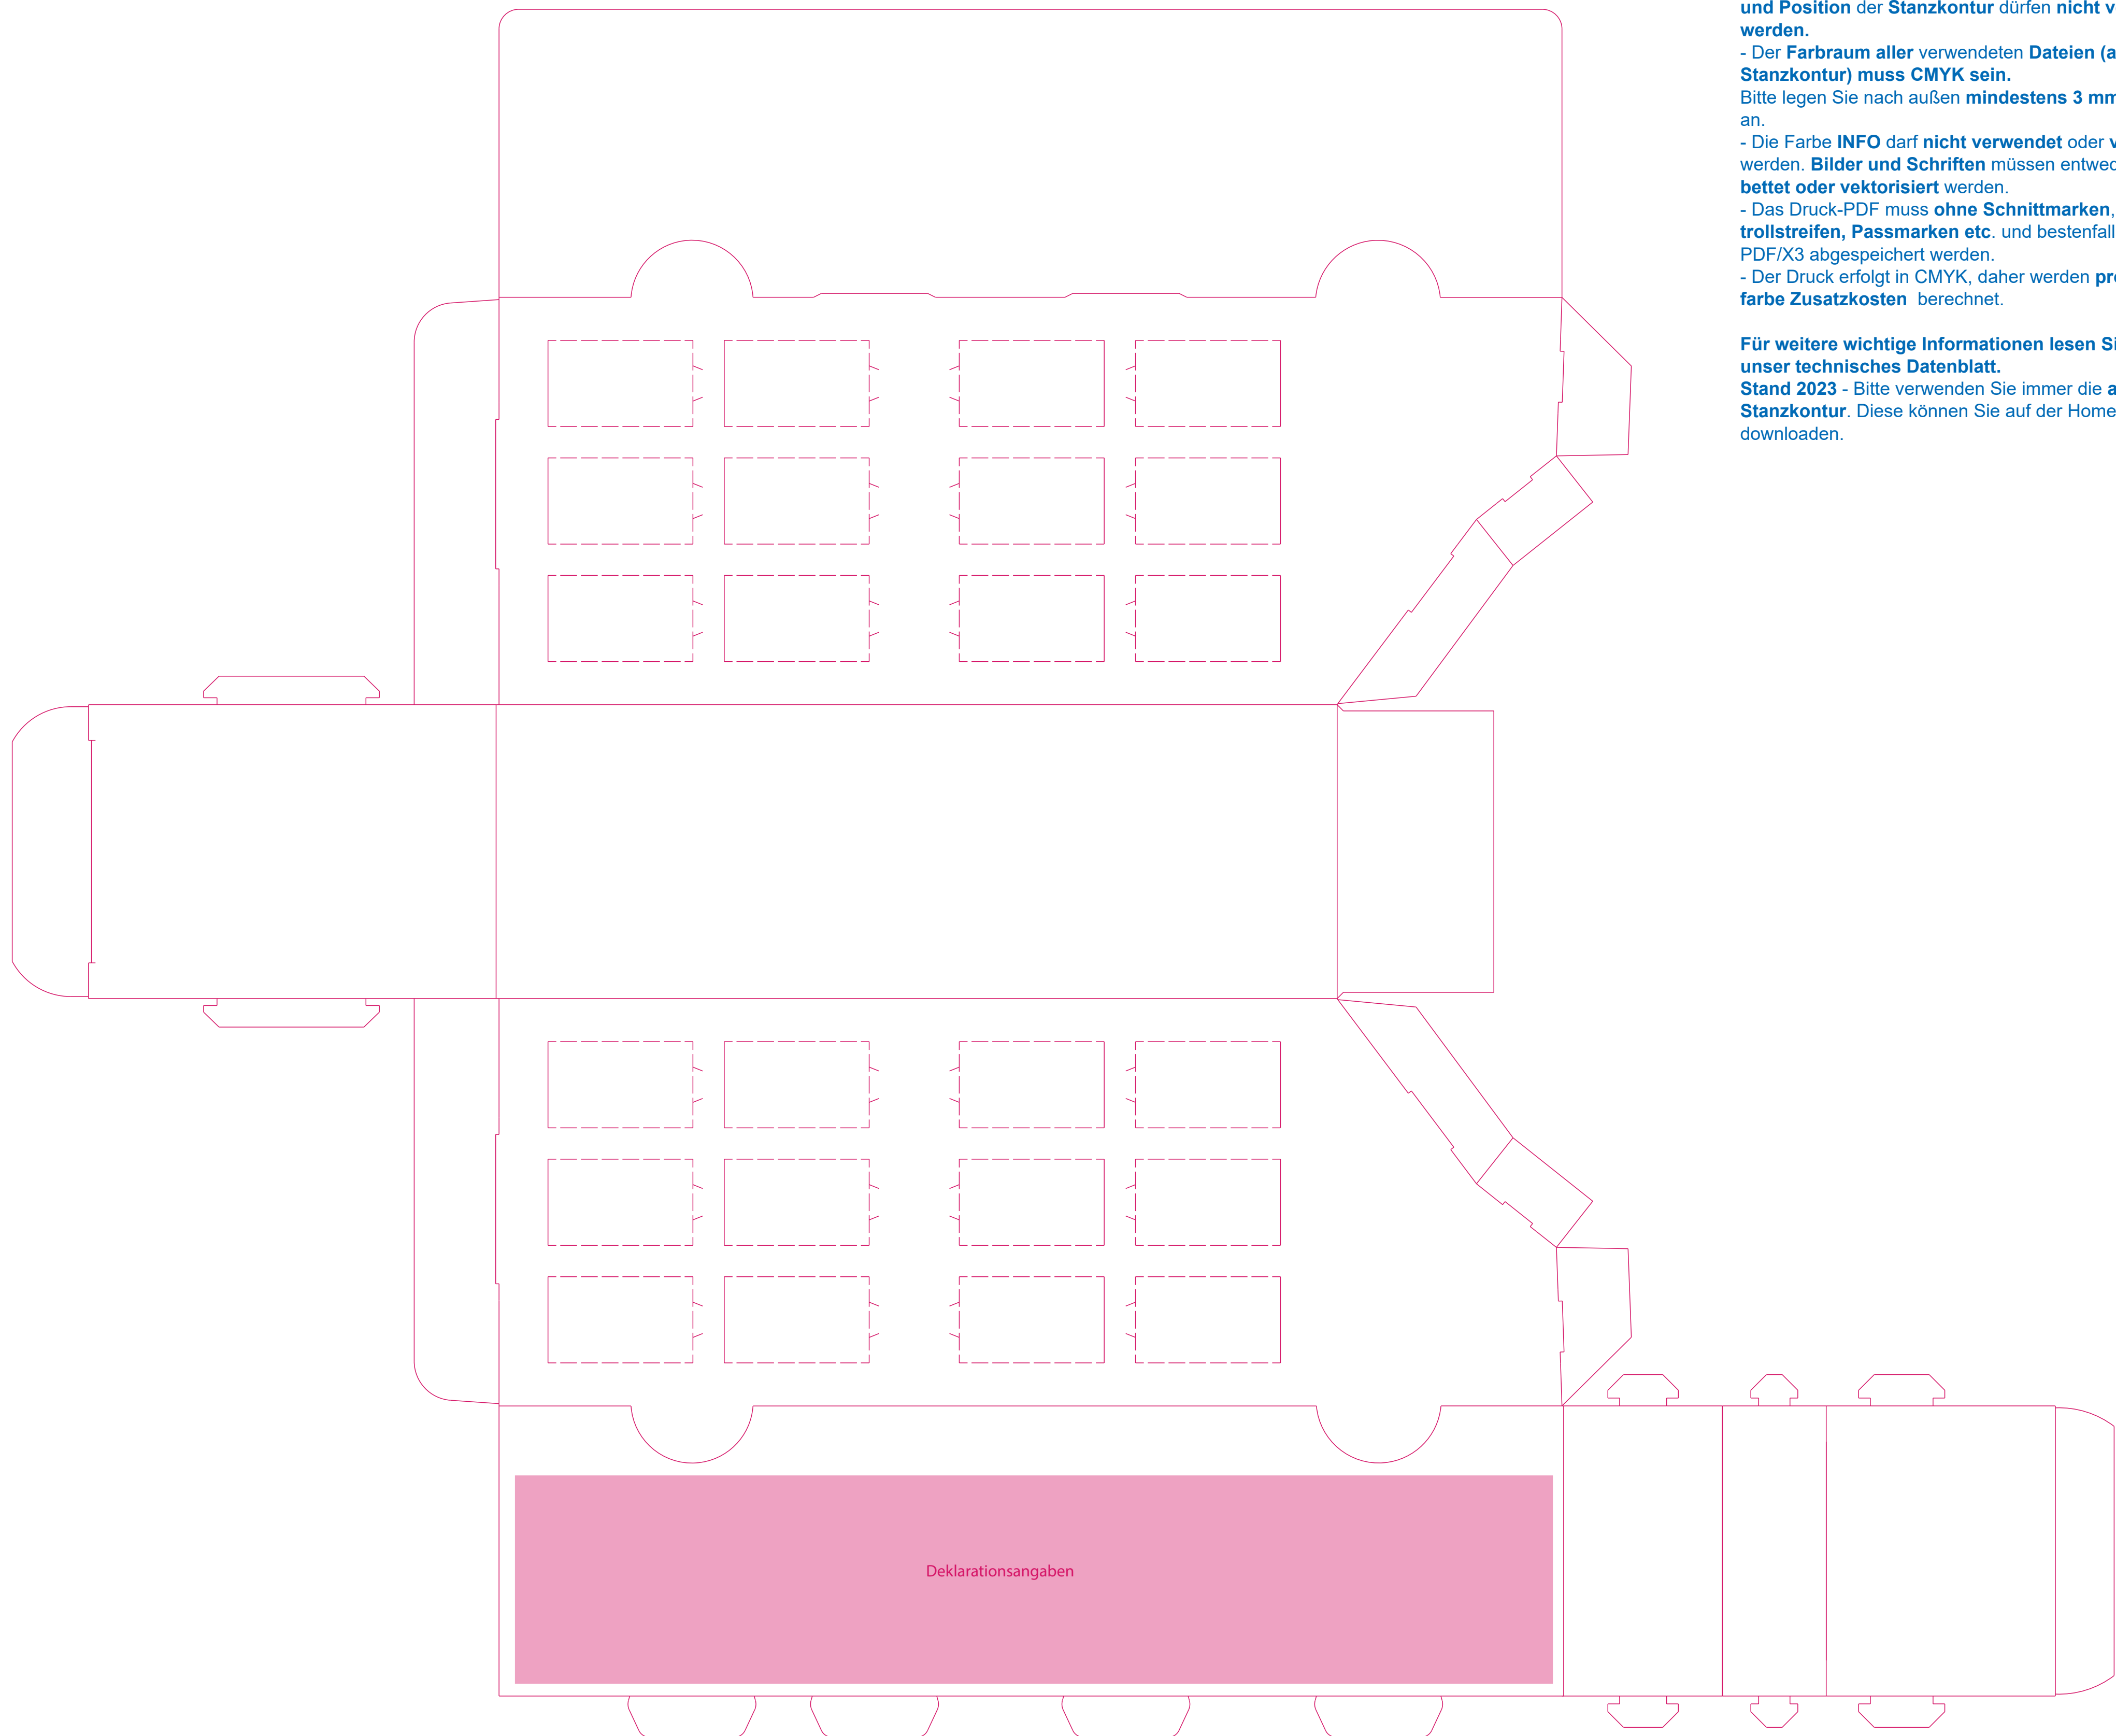 und Position der Stanzkontur dürfen nicht
werden.
- Der Farbraum aller verwendeten Dateien
Stanzkontur) muss CMYK sein.
Bitte legen Sie nach außen mindestens 3 mm
an.
- Die Farbe INFO darf nicht verwendet oder
werden. Bilder und Schriften müssen
bettet oder vektorisiert werden.
- Das Druck-PDF muss ohne Schnittmarken,
trollstreifen, Passmarken etc. und bestenfall
PDF/X3 abgespeichert werden.
- Der Druck erfolgt in CMYK, daher werden
farbe Zusatzkosten berechnet.
Für weitere wichtige Informationen lesen
unser technisches Datenblatt.
Stand 2023 - Bitte verwenden Sie immer die
Stanzkontur. Diese können Sie auf der Home
downloaden.
Deklarationsangaben